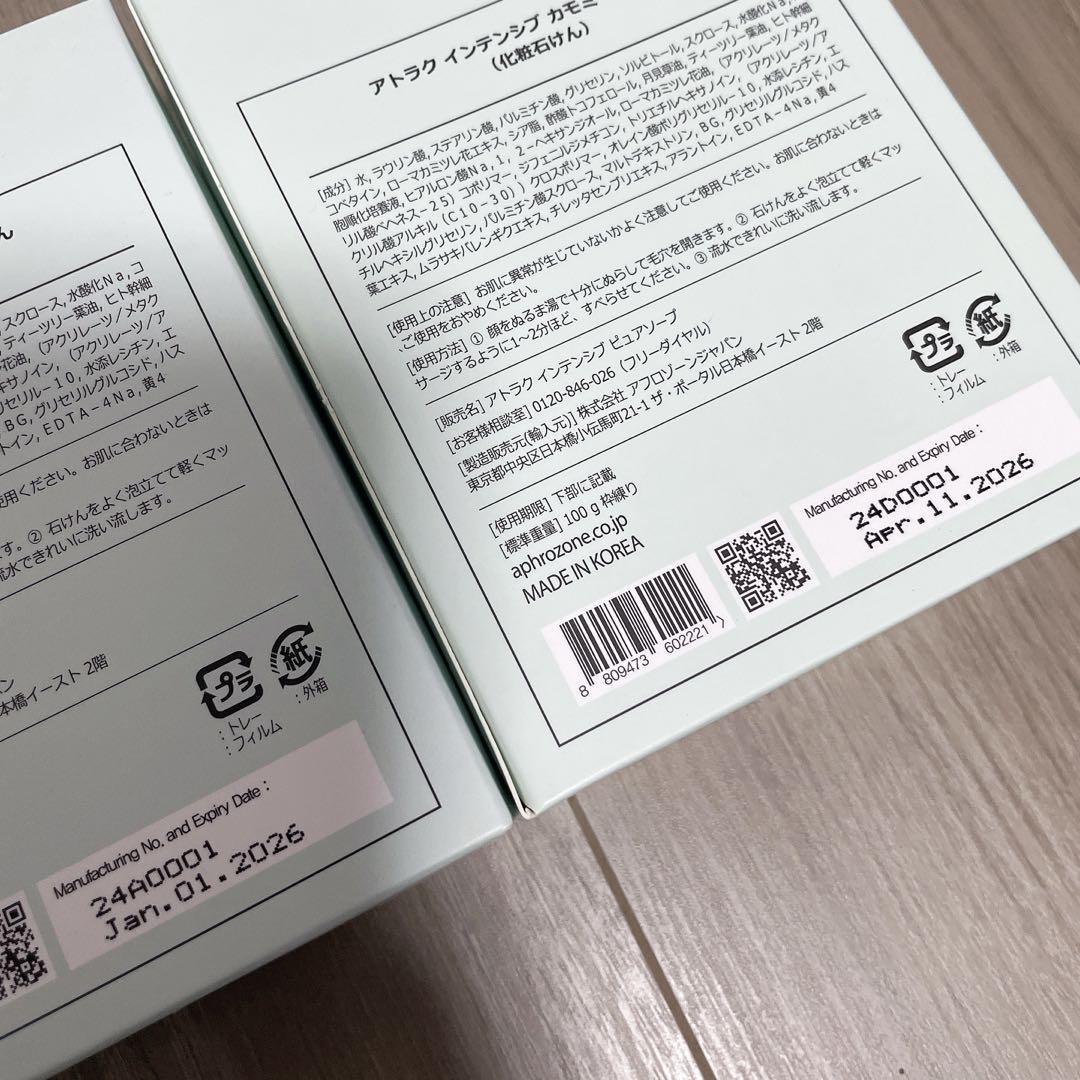 ん
スクロース, 水酸化Na, コ
ティーツリー葉油, ヒト幹細
花油, (アクリレーツ/メタク
キサノイン, (アクリレーツ/ア
セリル-10, 水添レシチン, エ
BG, グリセリルグルコシド, ハス
トイン, EDTA-4Na, 黄4
使用ください。お肌に合わないときは
す。② 石けんをよく泡立てて軽くマッ
流水できれいに洗い流します。
パン
本橋イースト 2階
プラ
紙
:トレー
:フィルム
:外箱
Manufacturing No. and Expiry Date :
24A0001
Jan.01.2026
アトラク インテンシブ カモミ
(化粧石けん)
[成分] 水, ラウリン酸, ステアリン酸, パルミチン酸, グリセリン, ソルビトール, スクロース, 水酸化Na,
コベタイン, ローマカミツレ花エキス, シア脂, 酢酸トコフェロール, 月見草油, ティーツリー葉油, ヒト幹細
胞順化培養液, ヒアルロン酸Na, 1, 2-ヘキサンジオール, ローマカミツレ花油, (アクリレーツ/メタク
リル酸ベヘネス-25) コポリマー, ジフェニルジメチコン, トリエチルヘキサノイン, (アクリレーツ/ア
クリル酸アルキル (C10-30)) クロスポリマー, オレイン酸ポリグリセリル-10, 水添レシチン, エ
チルヘキシルグリセリン, パルミチン酸スクロース, マルトデキストリン, BG, グリセリルグルコシド, ハス
葉エキス, ムラサキバレンギクエキス, チレッタセンブリエキス, アラントイン, EDTA-4Na, 黄4
[使用上の注意] お肌に異常が生じていないかよく注意してご使用ください。お肌に合わないときは
、ご使用をおやめください。
[使用方法] ① 顔をぬるま湯で十分にぬらして毛穴を開きます。② 石けんをよく泡立てて軽くマッ
サージするように1~2分ほど、すべらせてください。③ 流水できれいに洗い流します。
[販売名] アトラク インテンシブ ピュアソープ
[お客様相談室] 0120-846-026 (フリーダイヤル)
[製造販売元(輸入元)] 株式会社 アフロゾーンジャパン
東京都中央区日本橋小伝馬町21-1 ザ・ポータル日本橋イースト 2階
[使用期限] 下部に記載
[標準重量] 100g 枠練り
aphrozone.co.jp
MADE IN KOREA
プラ
紙
:トレー
:フィルム
:外箱
8 809473 602221
Manufacturing No. and Expiry Date :
24D0001
Apr.11.2026